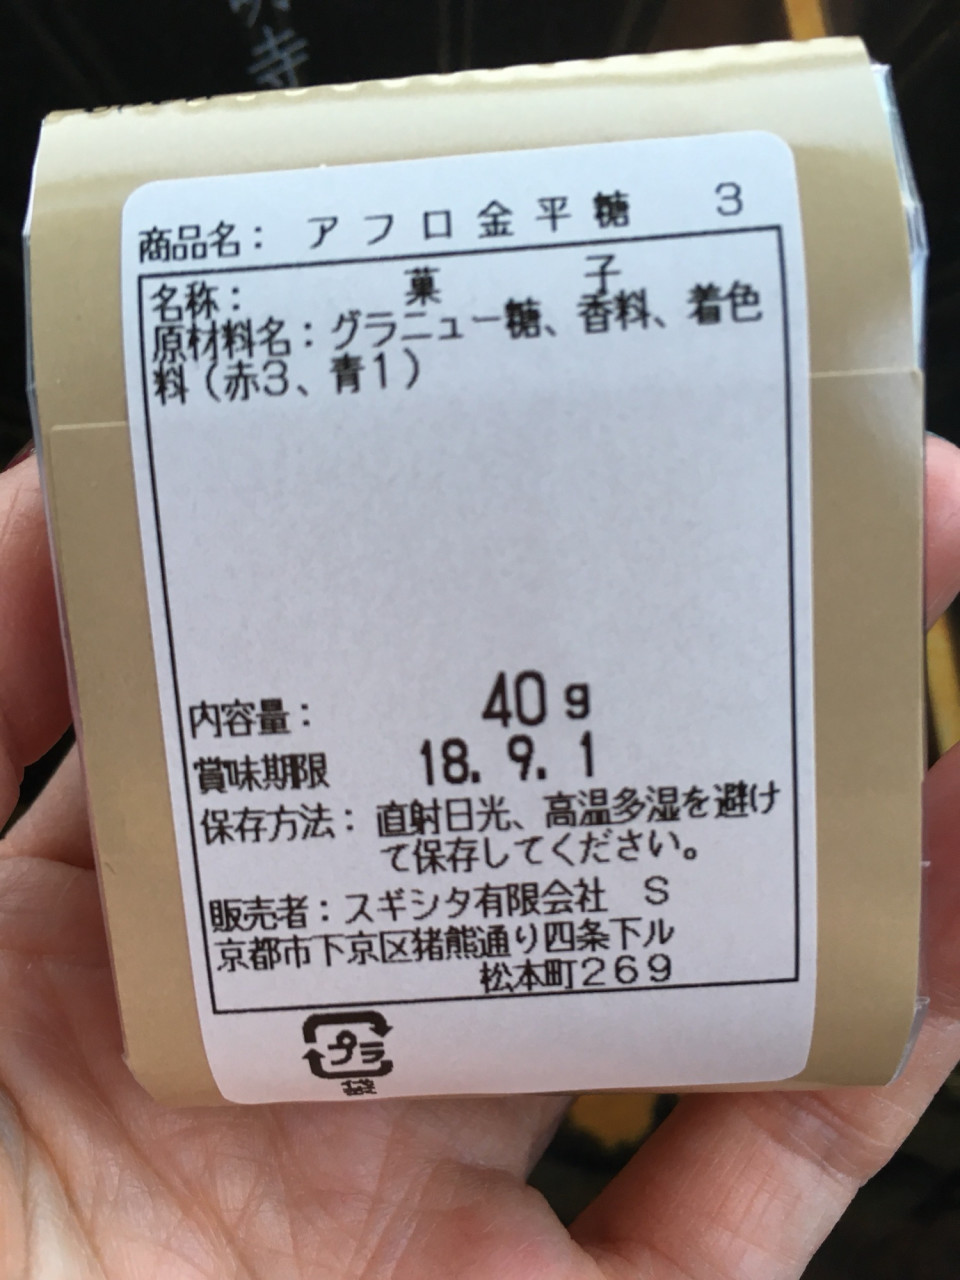 寺
商品名： アフロ金平糖 3
名称： 菓子
原材料名：グラニュー糖、香料、着色
料（赤3、青1）
内容量： 40g
賞味期限 18.9.1
保存方法：直射日光、高温多湿を避け
て保存してください。
販売者：スギシタ有限会社 S
京都市下京区猪熊通り四条下ル
松本町269
プラ
袋